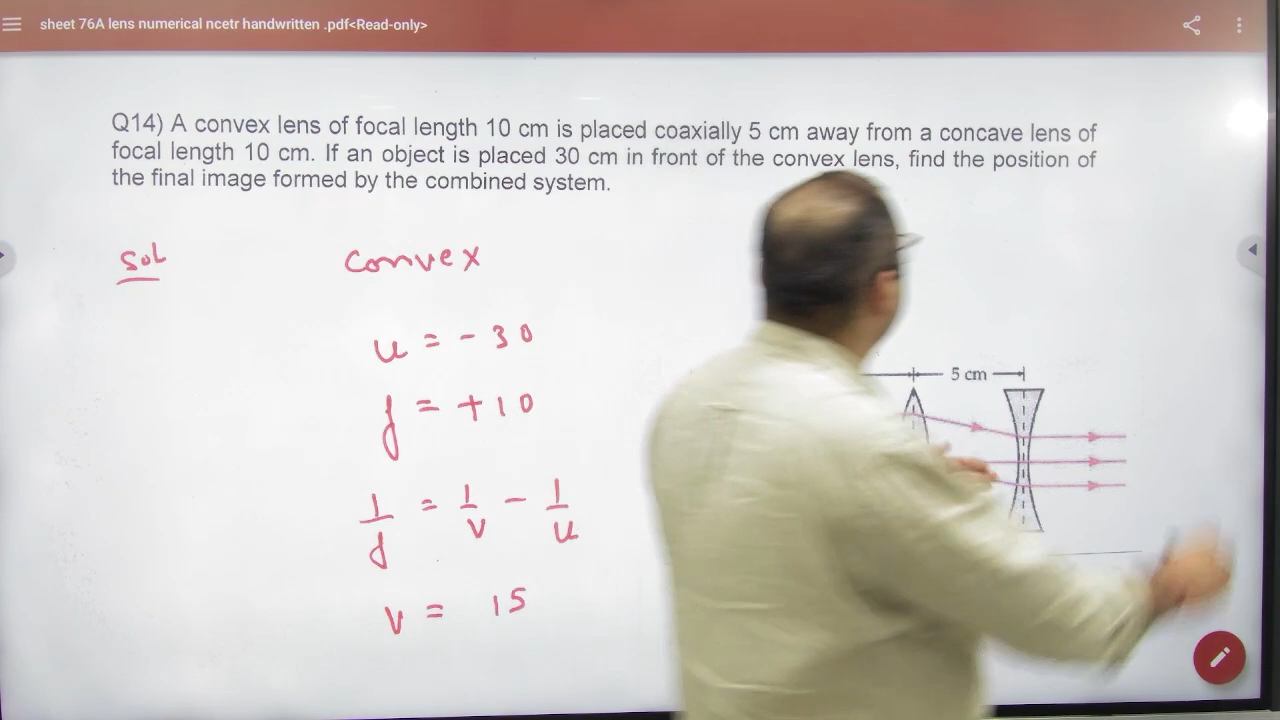 sheet 76A lens numerical ncetr handwritten .pdf<Read-only>
Q14) A convex lens of focal length 10 cm is placed coaxially 5 cm away from a concave lens of
focal length 10 cm. If an object is placed 30 cm in front of the convex lens, find the position of
the final image formed by the combined system.
Sol
Convex
u = - 30
f = + 10
1/f = 1/v - 1/u
v = 15
5 cm